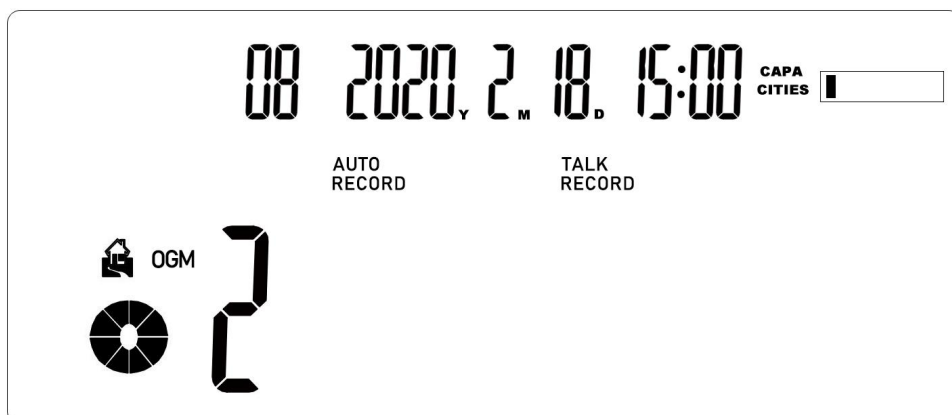 08 2020Y 2M 18D 15:00 CAPA
CITIES
AUTO
RECORD
TALK
RECORD
OGM
2